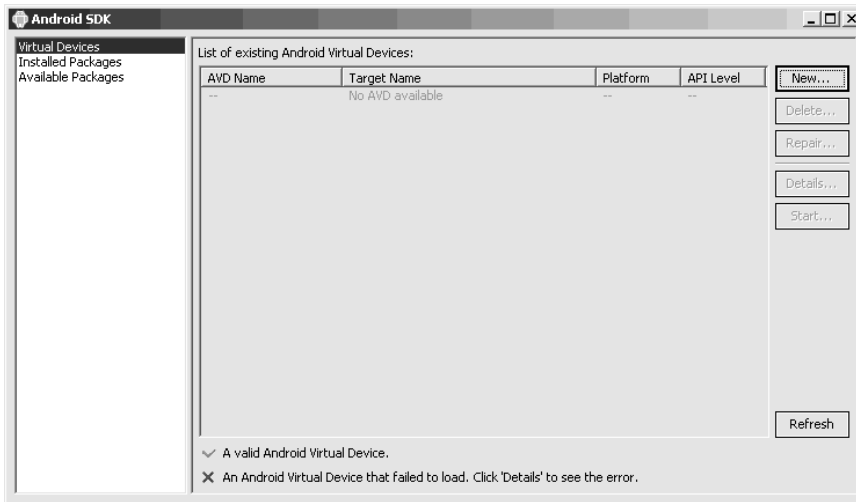 Android SDK
Virtual Devices
Installed Packages
Available Packages
List of existing Android Virtual Devices:
AVD Name Target Name Platform API Level
-- No AVD available -- --
New...
Delete...
Repair...
Details...
Start...
Refresh
A valid Android Virtual Device.
An Android Virtual Device that failed to load. Click 'Details' to see the error.